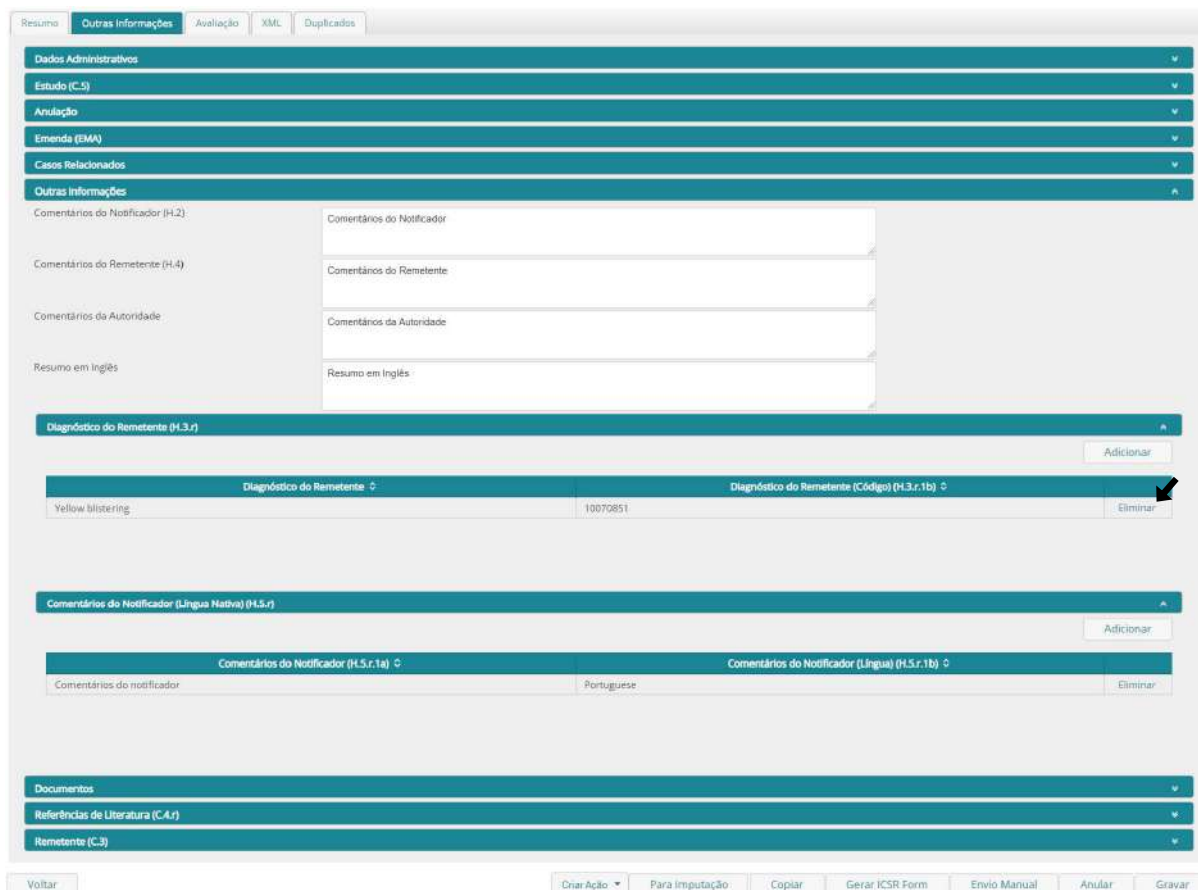 Resumo Outras Informações Avaliação XML Duplicados
Dados Administrativos
Estudo (C.5)
Anulação
Emenda (EMA)
Casos Relacionados
Outras Informações
Comentários do Notificador (H.2) Comentários do Notificador
Comentários do Remetente (H.4) Comentários do Remetente
Comentários da Autoridade Comentários da Autoridade
Resumo em Inglês Resumo em Inglês
Diagnóstico do Remetente (H.3.r)
Adicionar
Diagnóstico do Remetente Diagnóstico do Remetente (Código) (H.3.r.1b)
Yellow blistering 10070851 Eliminar
Comentários do Notificador (Língua Nativa) (H.5.r)
Adicionar
Comentários do Notificador (H.5.r.1a) Comentários do Notificador (Língua) (H.5.r.1b)
Comentários do notificador Portuguese Eliminar
Documentos
Referências de Literatura (C.4.r)
Remetente (C.3)
Voltar Criar Ação Para Imputação Copiar Gerar ICSR Form Envio Manual Anular Gravar